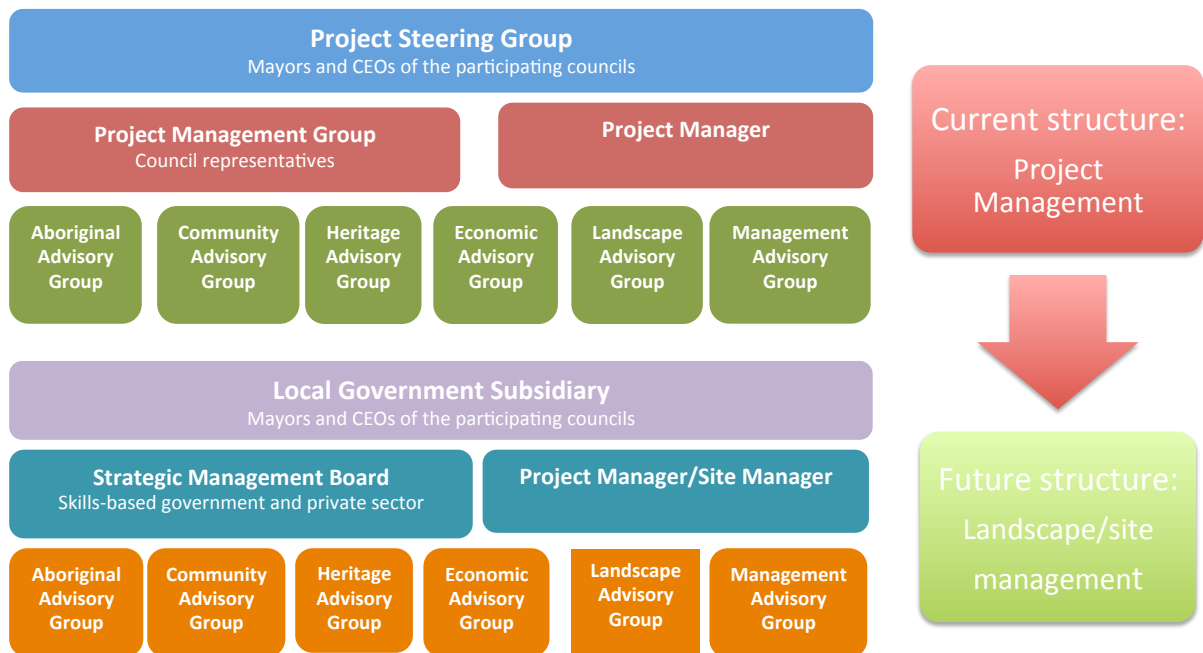 Project Steering Group
Mayors and CEOs of the participating councils
Project Management Group
Council representatives
Project Manager
Aboriginal
Advisory
Group
Community
Advisory
Group
Heritage
Advisory
Group
Economic
Advisory
Group
Landscape
Advisory
Group
Management
Advisory
Group
Current structure:
Project
Management
Local Government Subsidiary
Mayors and CEOs of the participating councils
Strategic Management Board
Skills-based government and private sector
Project Manager/Site Manager
Aboriginal
Advisory
Group
Community
Advisory
Group
Heritage
Advisory
Group
Economic
Advisory
Group
Landscape
Advisory
Group
Management
Advisory
Group
Future structure:
Landscape/site
management